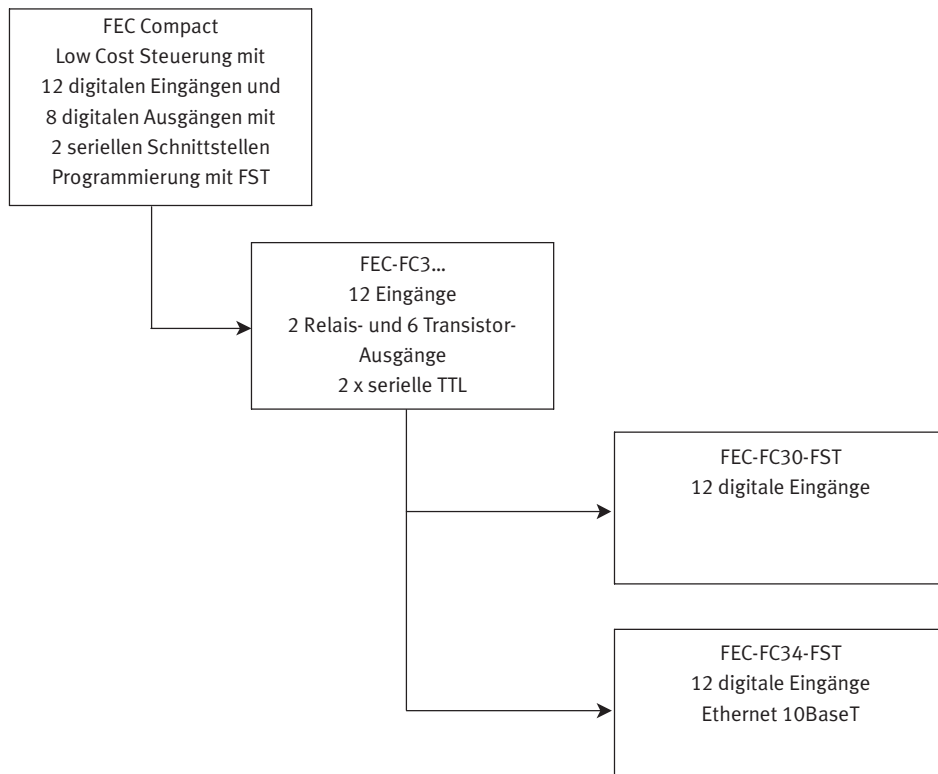 FEC Compact
Low Cost Steuerung mit
12 digitalen Eingängen und
8 digitalen Ausgängen mit
2 seriellen Schnittstellen
Programmierung mit FST
FEC-FC3...
12 Eingänge
2 Relais- und 6 Transistor-
Ausgänge
2 x serielle TTL
FEC-FC30-FST
12 digitale Eingänge
FEC-FC34-FST
12 digitale Eingänge
Ethernet 10BaseT